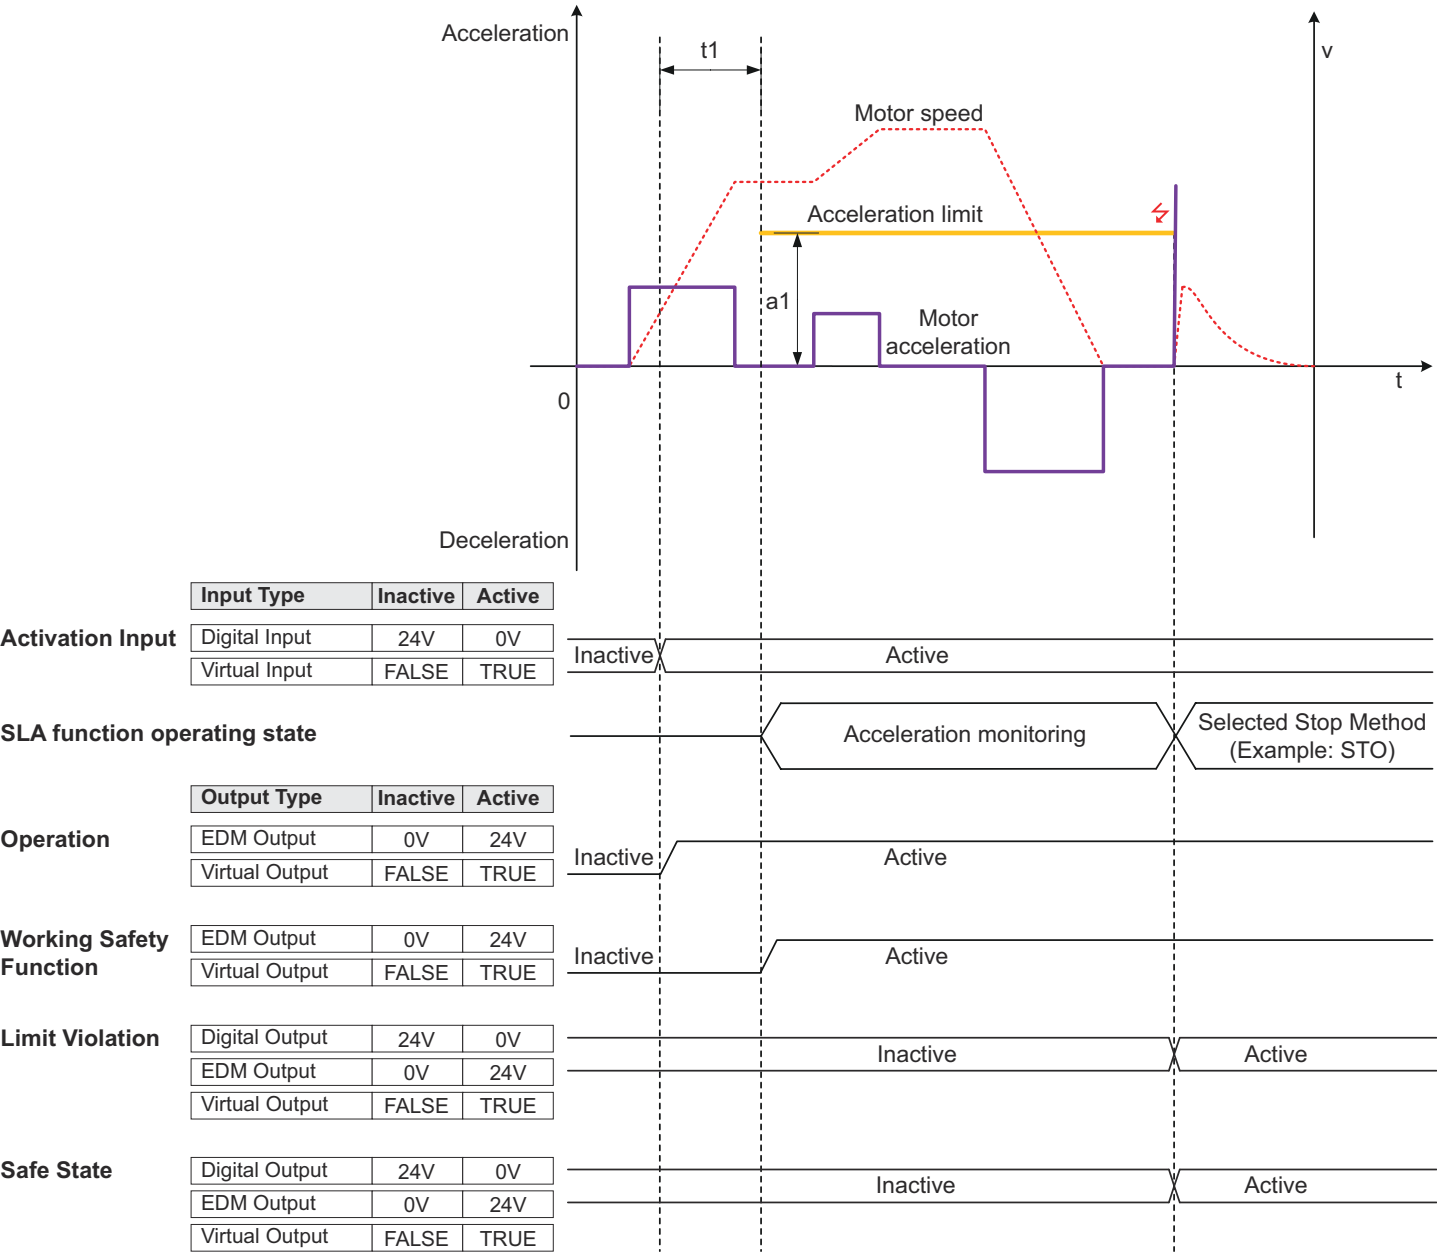 Acceleration
t1
v
Motor speed
Acceleration limit
a1
Motor
acceleration
0
t
Deceleration
Input Type Inactive Active
Activation Input Digital Input 24V 0V
Virtual Input FALSE TRUE
Inactive Active
SLA function operating state
Acceleration monitoring
Selected Stop Method
(Example: STO)
Output Type Inactive Active
Operation EDM Output 0V 24V
Virtual Output FALSE TRUE
Inactive Active
Working Safety
Function
EDM Output 0V 24V
Virtual Output FALSE TRUE
Inactive Active
Limit Violation Digital Output 24V 0V
EDM Output 0V 24V
Virtual Output FALSE TRUE
Inactive Active
Safe State Digital Output 24V 0V
EDM Output 0V 24V
Virtual Output FALSE TRUE
Inactive Active